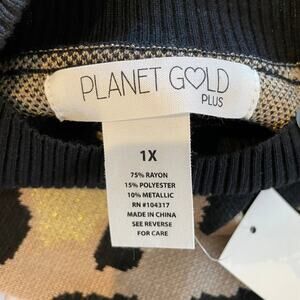 PLANET GOLD
PLUS
1X
75% RAYON
15% POLYESTER
10% METALLIC
RN #104317
MADE IN CHINA
SEE REVERSE
FOR CARE